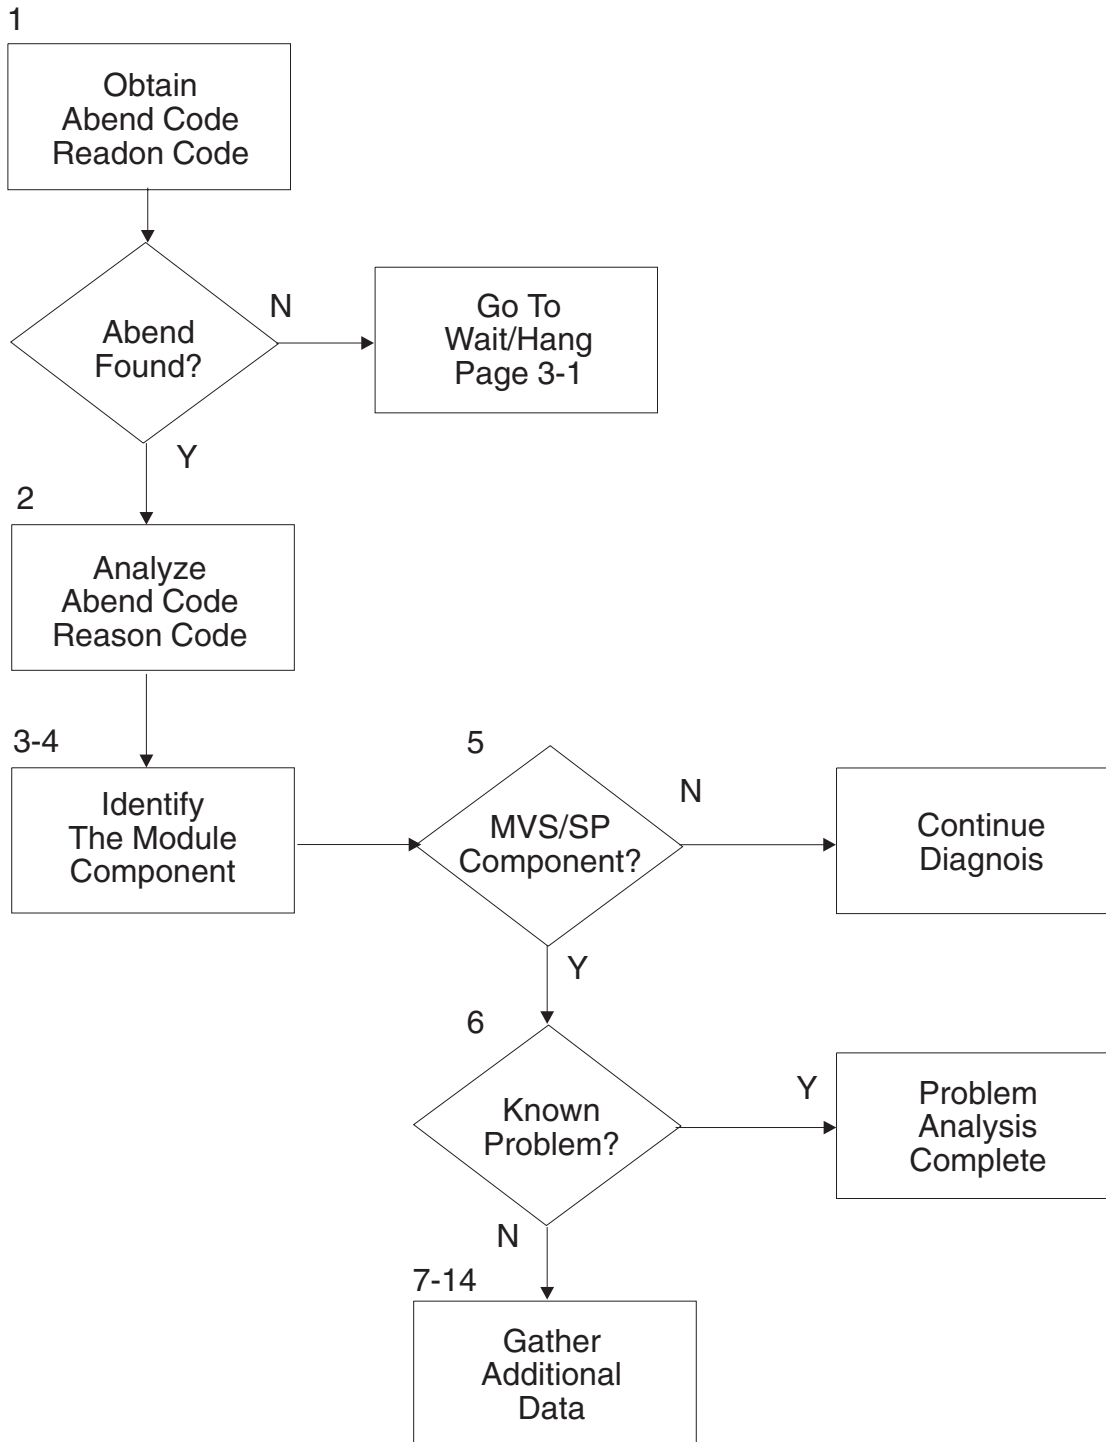 1
Obtain
Abend Code
Readon Code
Abend
Found?
N
Go To
Wait/Hang
Page 3-1
Y
2
Analyze
Abend Code
Reason Code
3-4
Identify
The Module
Component
5
MVS/SP
Component?
N
Continue
Diagnois
Y
6
Known
Problem?
Y
Problem
Analysis
Complete
N
7-14
Gather
Additional
Data